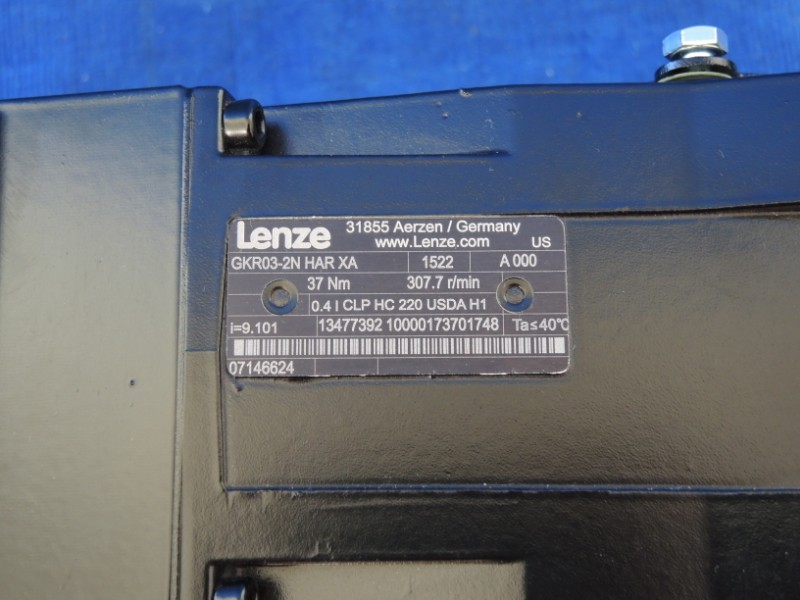 Lenze 31855 Aerzen / Germany
www.Lenze.com US
GKR03-2N HAR XA 1522 A 000
37 Nm 307.7 r/min
0.4 l CLP HC 220 USDA H1
i=9.101 13477392 10000173701748 Ta≤40°C
07146624